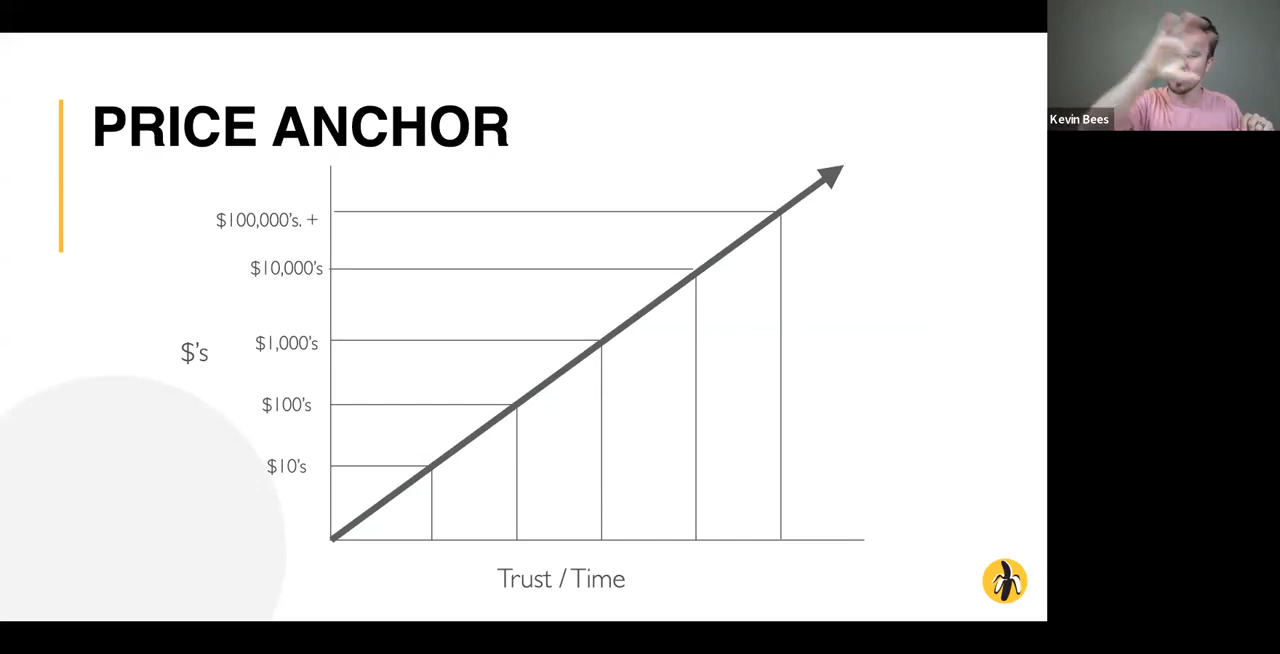 PRICE ANCHOR
Kevin Bees
$100,000's. +
$10,000's
$1,000's
$'s
$100's
$10's
Trust / Time